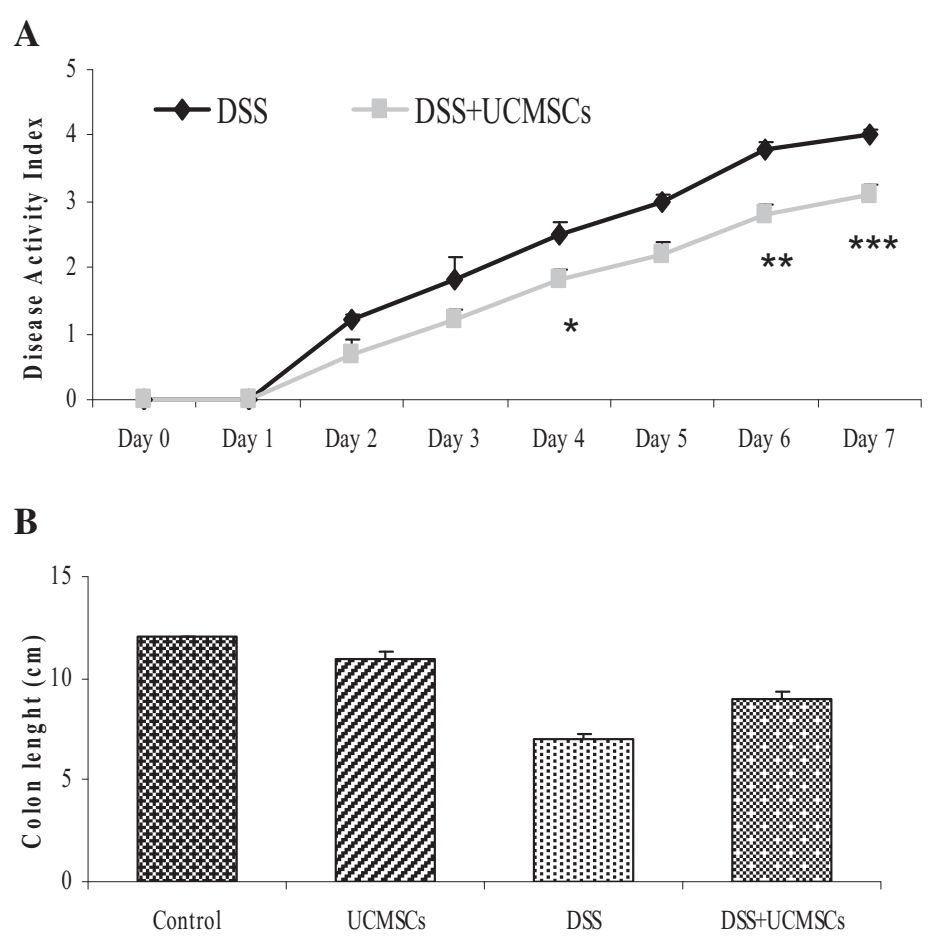 A
5
DSS DSS+UCMSCs
4
3
2
1
0
Disease Activity Index
*
**
***
Day 0 Day 1 Day 2 Day 3 Day 4 Day 5 Day 6 Day 7
B
15
10
5
0
Colon lenght (cm)
Control UCMSCs DSS DSS+UCMSCs